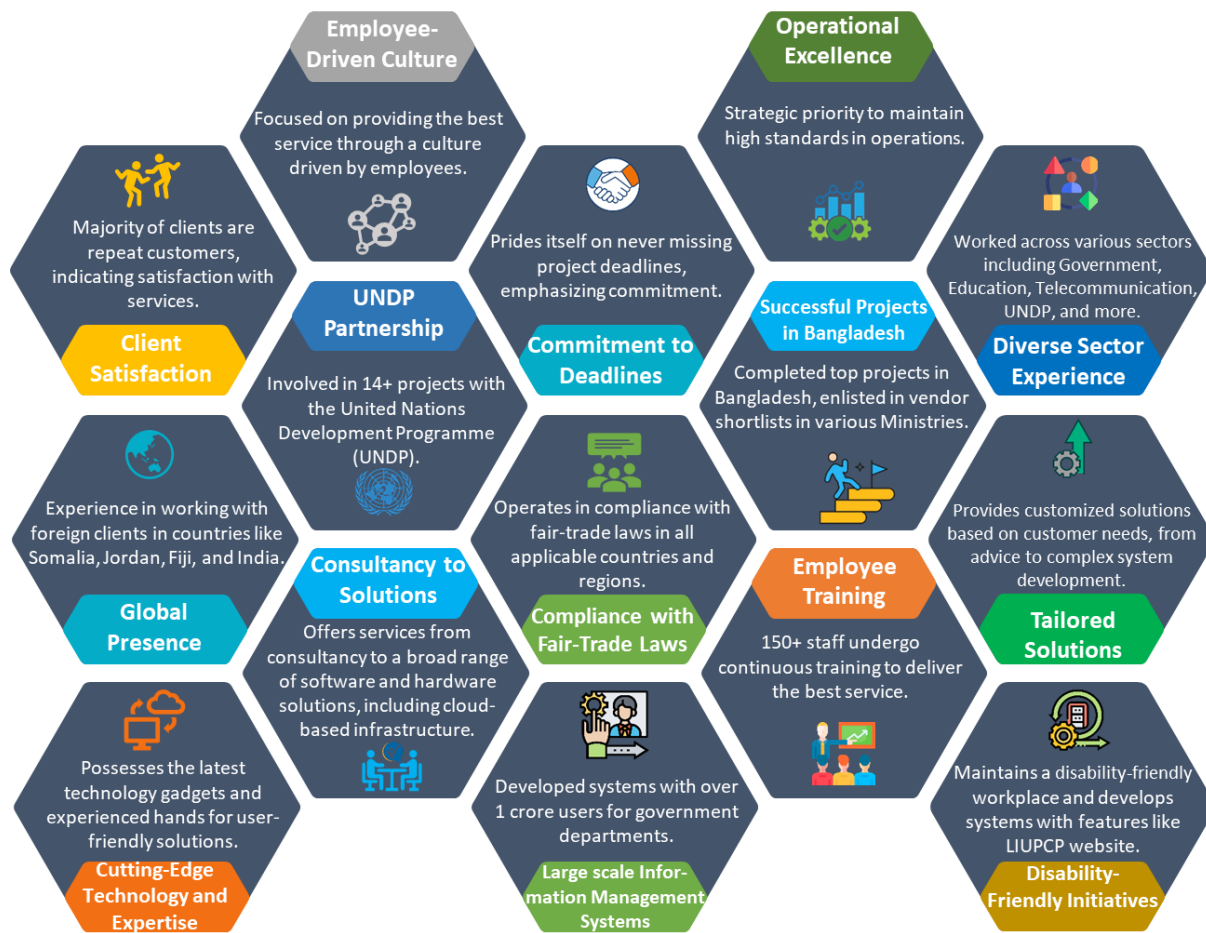 Employee-
Driven Culture
Focused on providing the best
service through a culture
driven by employees.
Operational
Excellence
Strategic priority to maintain
high standards in operations.
Majority of clients are
repeat customers,
indicating satisfaction with
services.
Client
Satisfaction
Prides itself on never missing
project deadlines,
emphasizing commitment.
Commitment to
Deadlines
Worked across various sectors
including Government,
Education, Telecommunication,
UNDP, and more.
Diverse Sector
Experience
UNDP
Partnership
Involved in 14+ projects with
the United Nations
Development Programme
(UNDP).
Successful Projects
in Bangladesh
Completed top projects in
Bangladesh, enlisted in vendor
shortlists in various Ministries.
Experience in working with
foreign clients in countries like
Somalia, Jordan, Fiji, and India.
Global
Presence
Operates in compliance with
fair-trade laws in all
applicable countries and
regions.
Compliance with
Fair-Trade Laws
Provides customized solutions
based on customer needs, from
advice to complex system
development.
Tailored
Solutions
Consultancy to
Solutions
Offers services from
consultancy to a broad range
of software and hardware
solutions, including cloud-
based infrastructure.
Employee
Training
150+ staff undergo
continuous training to deliver
the best service.
Possesses the latest
technology gadgets and
experienced hands for user-
friendly solutions.
Cutting-Edge
Technology and
Expertise
Developed systems with over
1 crore users for government
departments.
Large scale Infor-
mation Management
Systems
Maintains a disability-friendly
workplace and develops
systems with features like
LIUPCP website.
Disability-
Friendly Initiatives